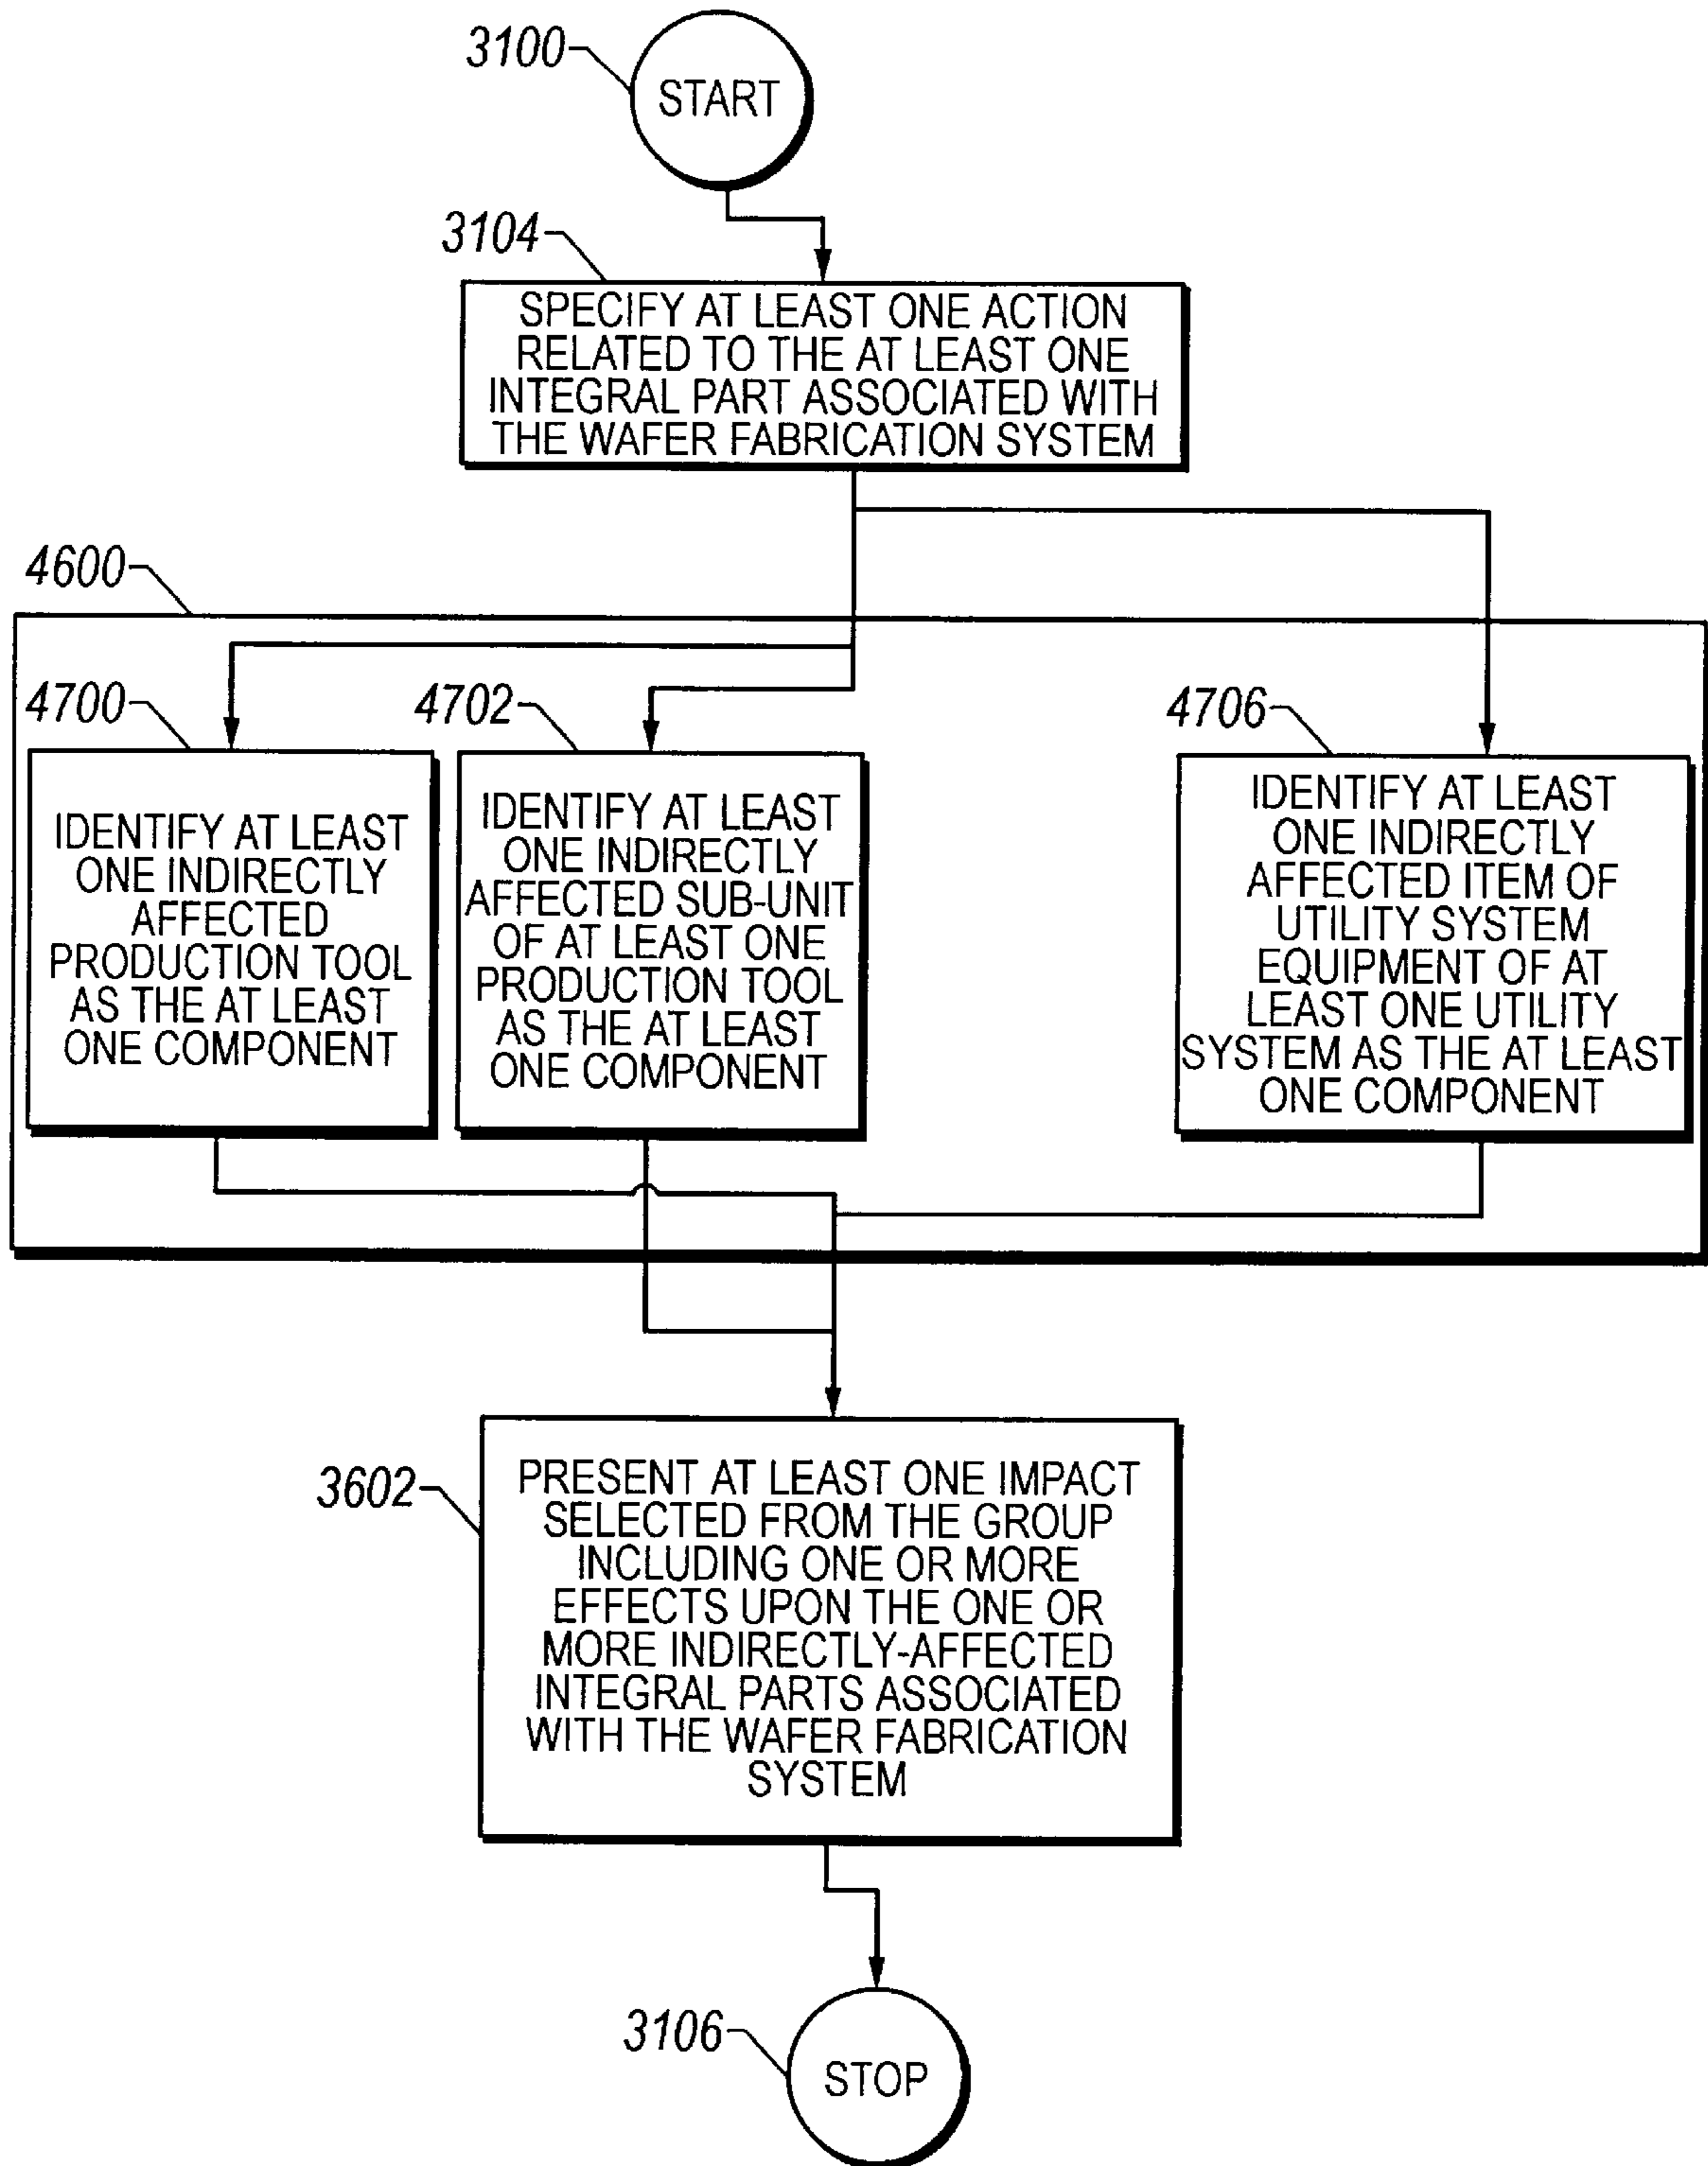 3100
START
3104
SPECIFY AT LEAST ONE ACTION
RELATED TO THE AT LEAST ONE
INTEGRAL PART ASSOCIATED WITH
THE WAFER FABRICATION SYSTEM
4600
4700
IDENTIFY AT LEAST
ONE INDIRECTLY
AFFECTED
PRODUCTION TOOL
AS THE AT LEAST
ONE COMPONENT
4702
IDENTIFY AT LEAST
ONE INDIRECTLY
AFFECTED SUB-UNIT
OF AT LEAST ONE
PRODUCTION TOOL
AS THE AT LEAST
ONE COMPONENT
4706
IDENTIFY AT LEAST
ONE INDIRECTLY
AFFECTED ITEM OF
UTILITY SYSTEM
EQUIPMENT OF AT
LEAST ONE UTILITY
SYSTEM AS THE AT LEAST
ONE COMPONENT
3602
PRESENT AT LEAST ONE IMPACT
SELECTED FROM THE GROUP
INCLUDING ONE OR MORE
EFFECTS UPON THE ONE OR
MORE INDIRECTLY-AFFECTED
INTEGRAL PARTS ASSOCIATED
WITH THE WAFER FABRICATION
SYSTEM
3106
STOP